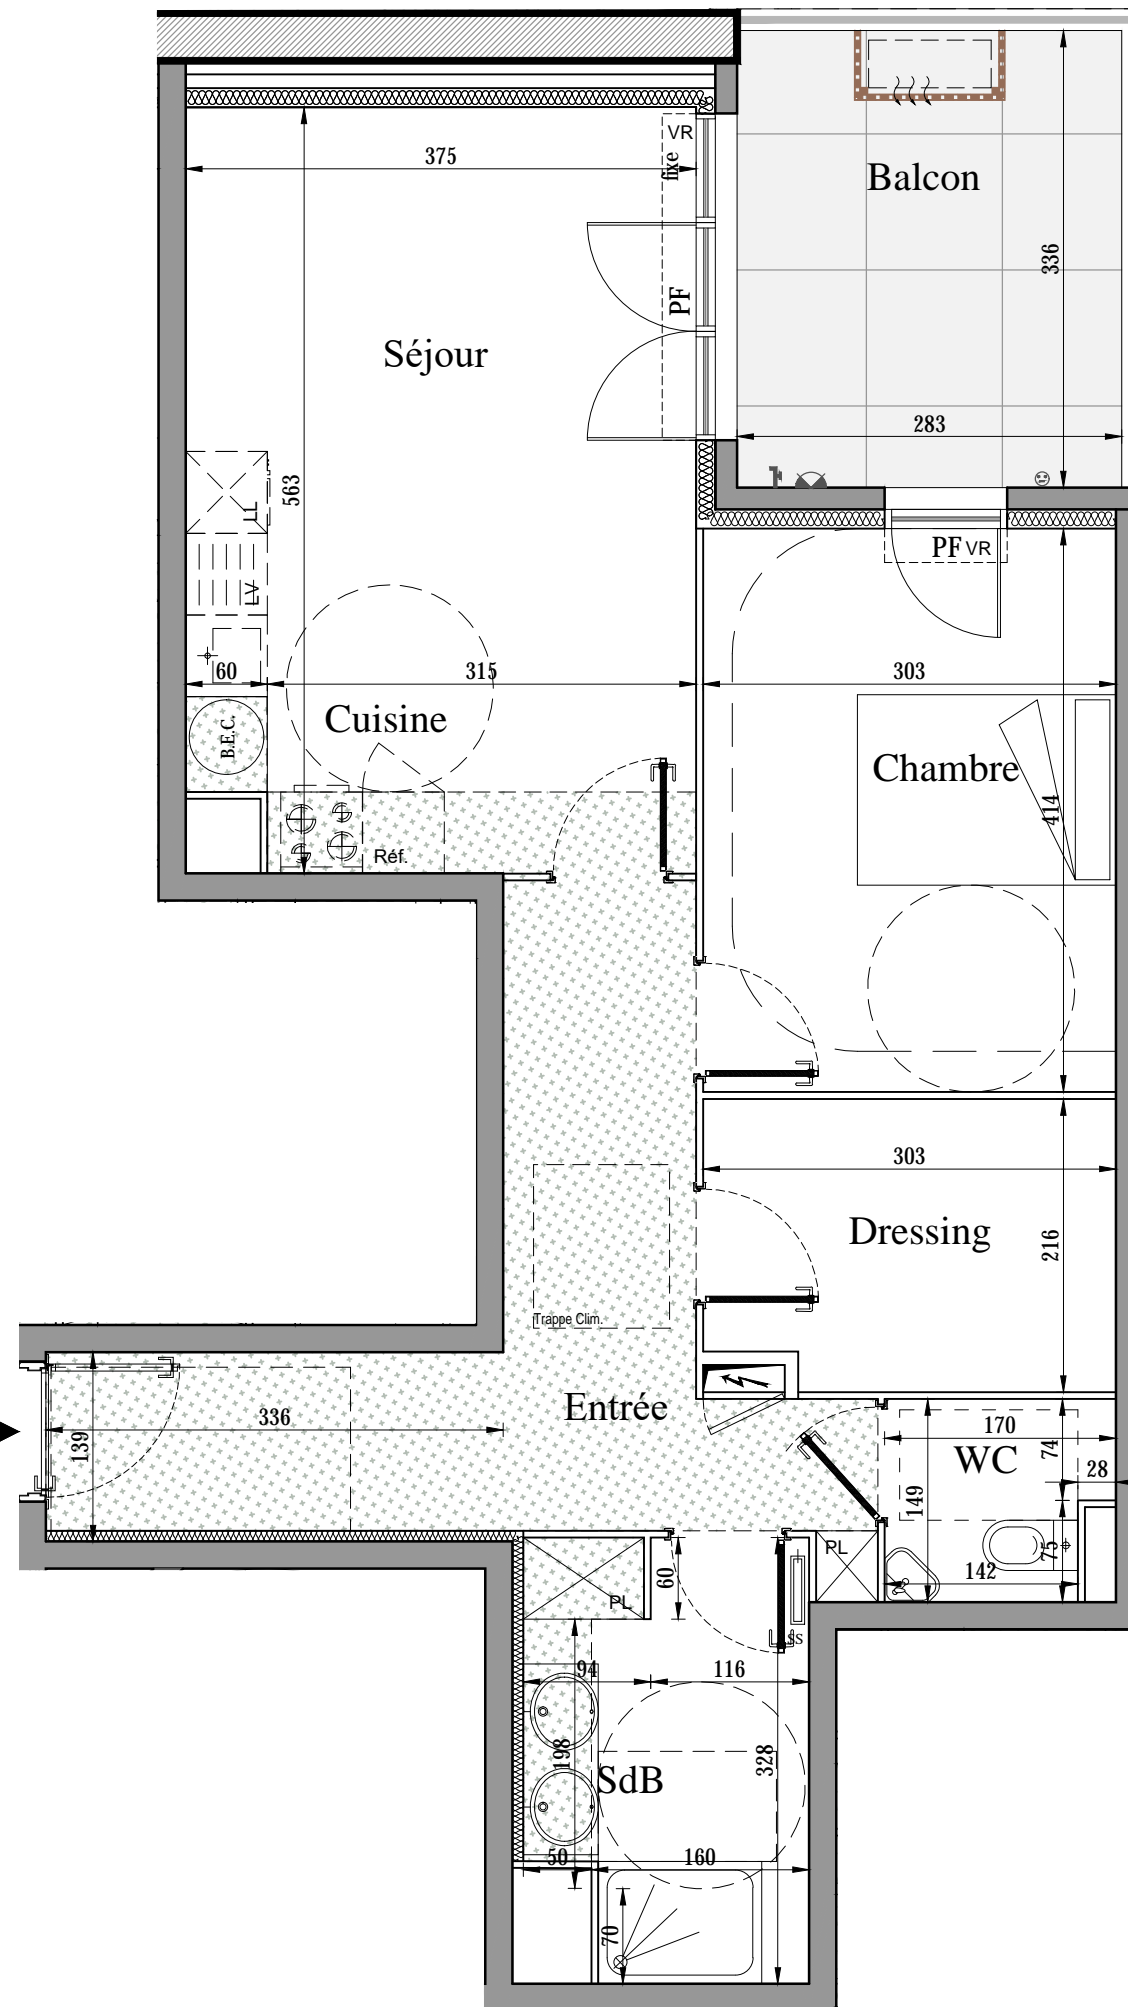 375
VR
fixe
Balcon
336
PF
Séjour
283
563
LL
PF VR
LV
60
315
303
Cuisine
B.E.C.
Chambre
414
Réf.
303
Dressing
216
Trappe Clim.
Entrée
336
139
170
WC
74
28
149
75
142
PL
60
PL
SS
94
116
198
328
SdB
50
160
70